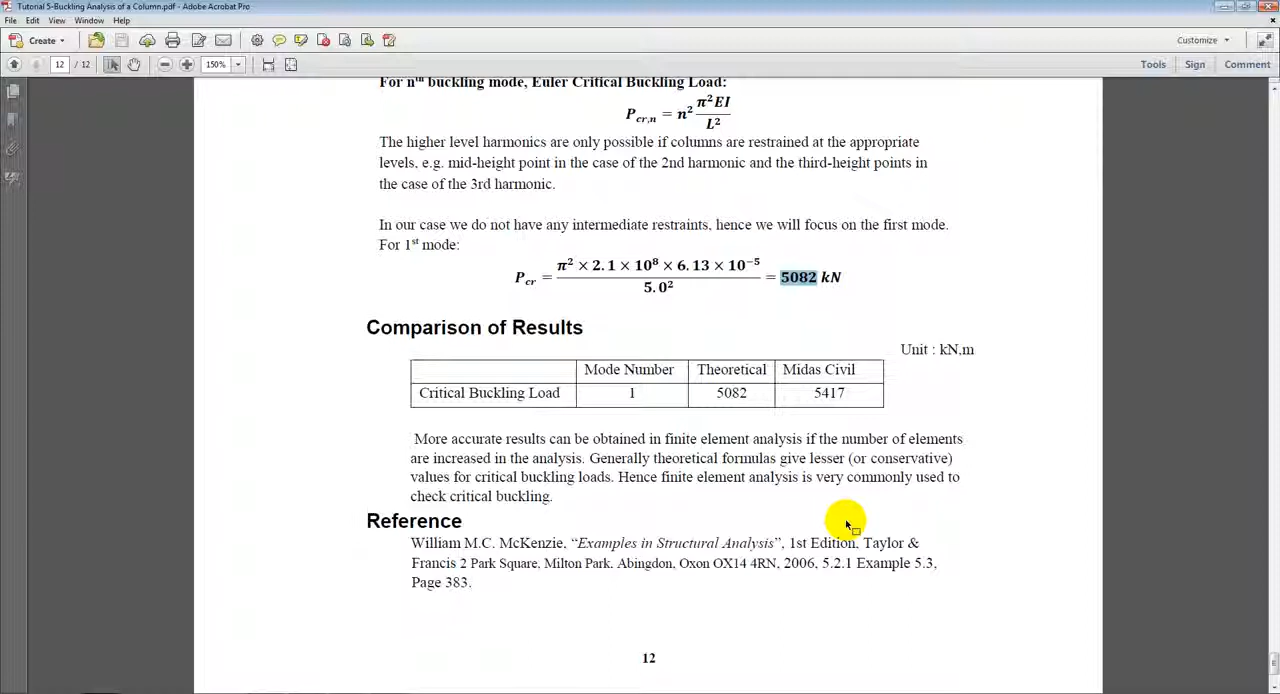 Tutorial 5-Buckling Analysis of a Column.pdf - Adobe Acrobat Pro
File Edit View Window Help
Create Customize
12 / 12 150% Tools Sign Comment
For nᵗʰ buckling mode, Euler Critical Buckling Load:
P_cr,n = n² π²EI / L²
The higher level harmonics are only possible if columns are restrained at the appropriate
levels, e.g. mid-height point in the case of the 2nd harmonic and the third-height points in
the case of the 3rd harmonic.
In our case we do not have any intermediate restraints, hence we will focus on the first mode.
For 1ˢᵗ mode:
P_cr = π² × 2.1 × 10⁸ × 6.13 × 10⁻⁵ / 5.0² = 5082 kN
Comparison of Results
Unit : kN,m
Mode Number Theoretical Midas Civil
Critical Buckling Load 1 5082 5417
More accurate results can be obtained in finite element analysis if the number of elements
are increased in the analysis. Generally theoretical formulas give lesser (or conservative)
values for critical buckling loads. Hence finite element analysis is very commonly used to
check critical buckling.
Reference
William M.C. McKenzie, “Examples in Structural Analysis”, 1st Edition, Taylor &
Francis 2 Park Square, Milton Park, Abingdon, Oxon OX14 4RN, 2006, 5.2.1 Example 5.3,
Page 383.
12